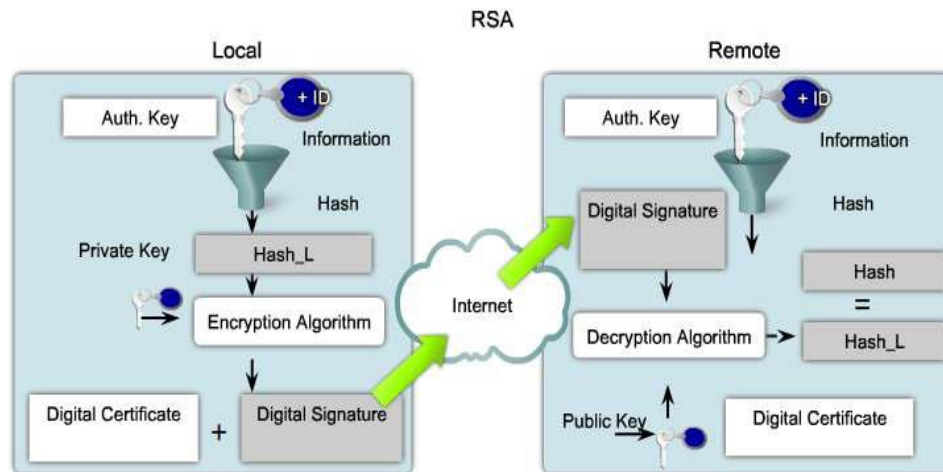 RSA
Local
+ ID
Auth. Key
Information
Hash
Private Key
Hash_L
Encryption Algorithm
Digital Certificate
+
Digital Signature
Internet
Remote
+ ID
Auth. Key
Information
Digital Signature
Hash
Hash
=
Decryption Algorithm
Hash_L
Public Key
Digital Certificate